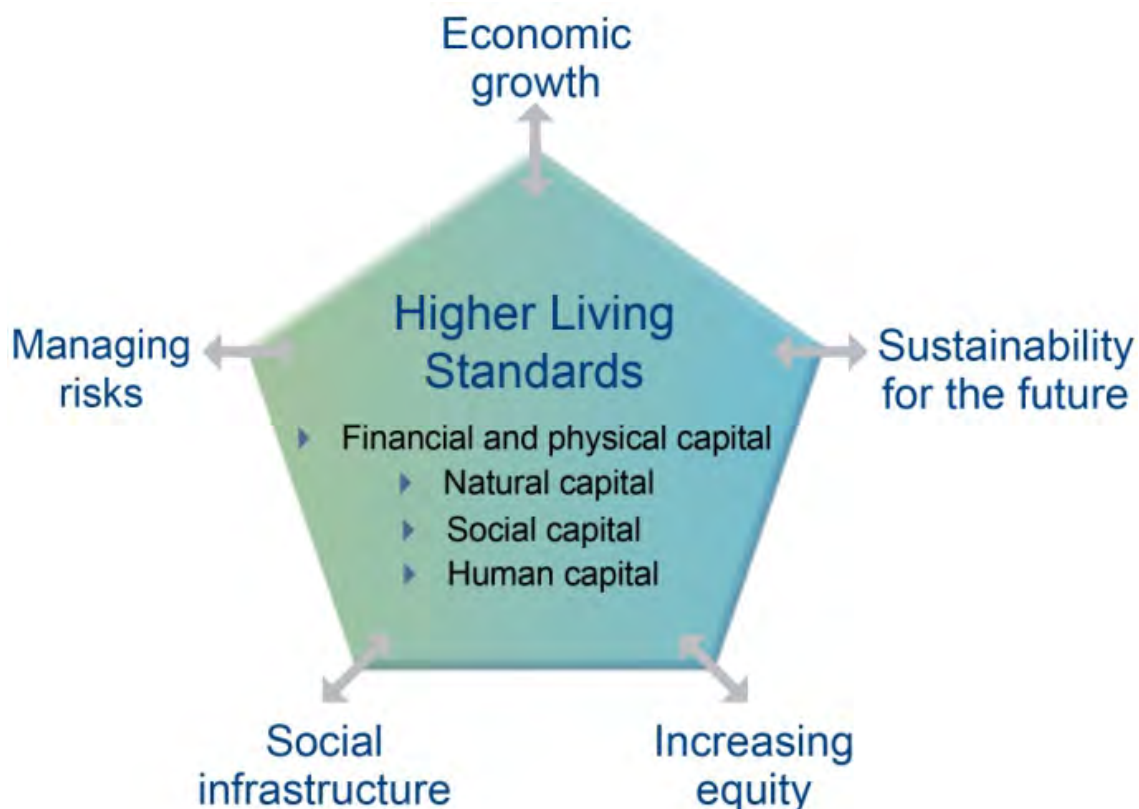 Economic
growth
Managing
risks
Higher Living
Standards
Financial and physical capital
Natural capital
Social capital
Human capital
Sustainability
for the future
Social
infrastructure
Increasing
equity